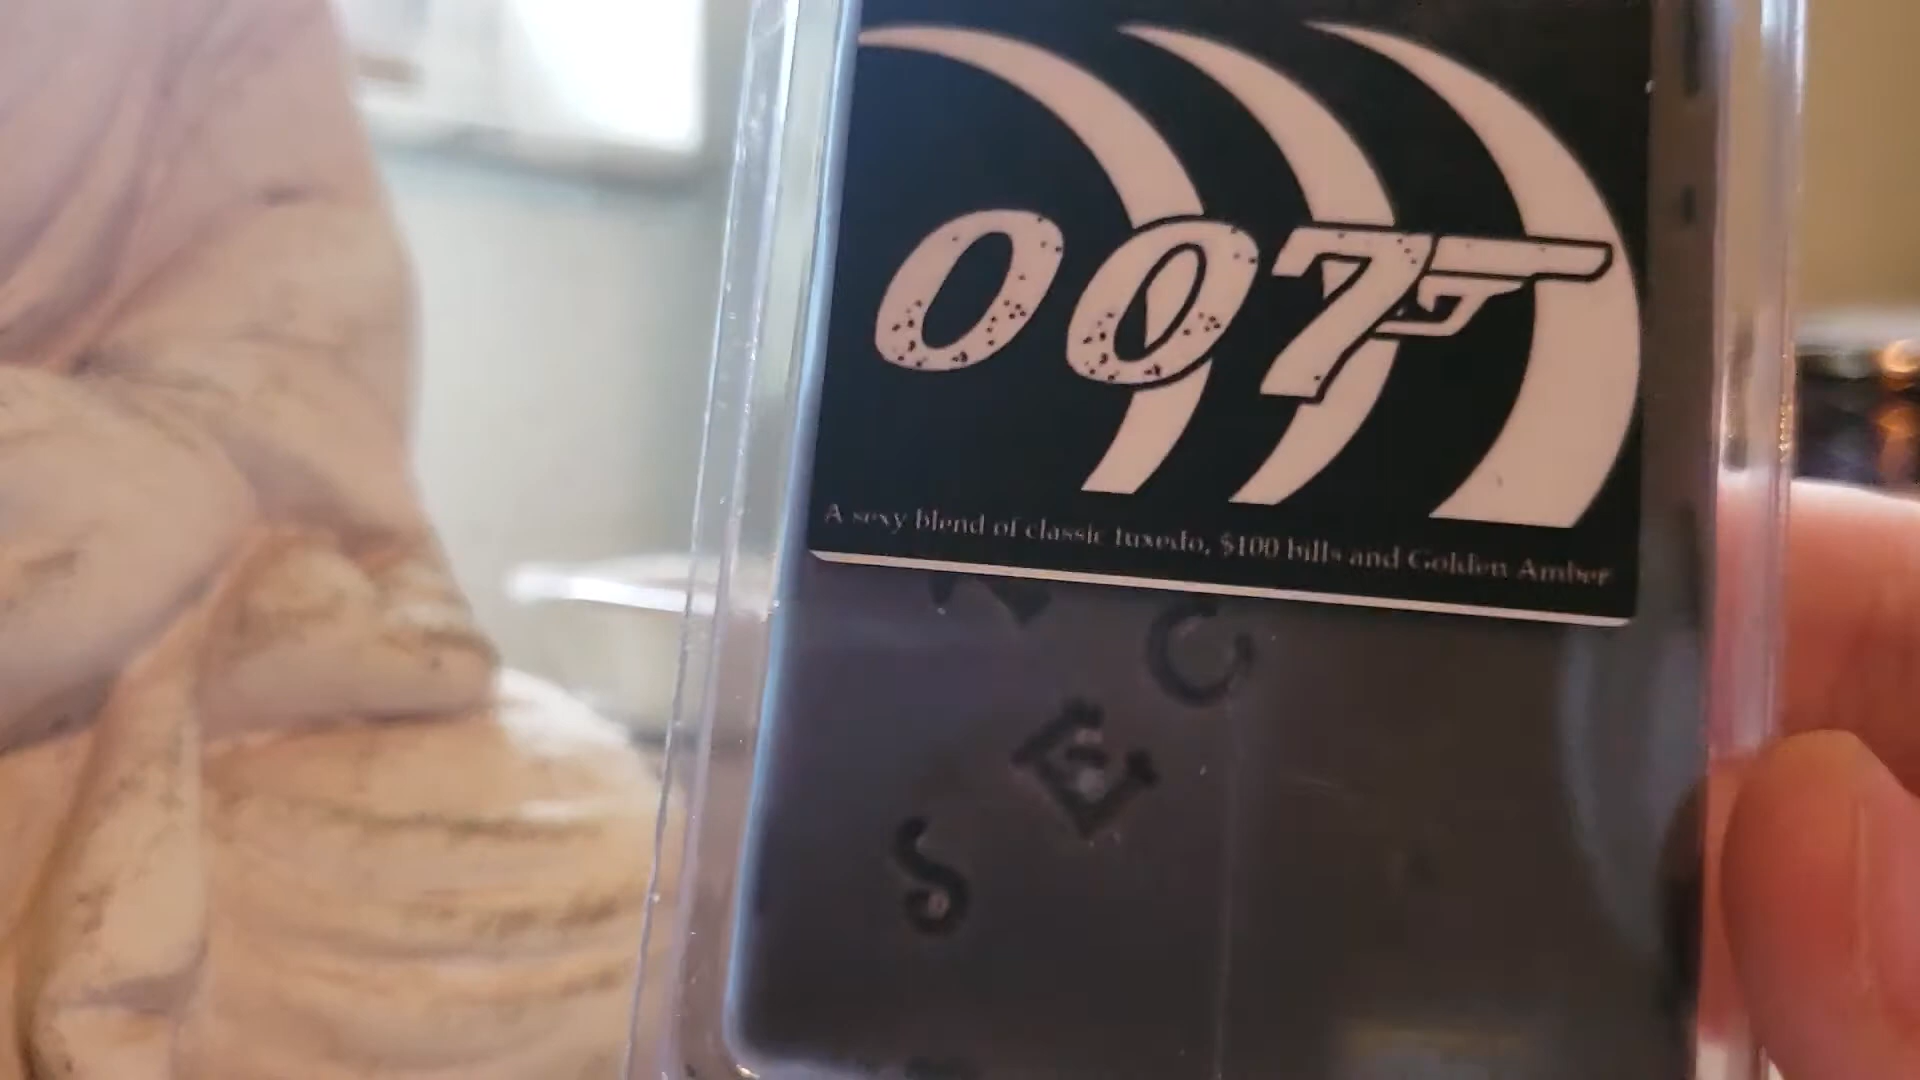 007
A sexy blend of classic tuxedo, $100 bills and Golden Amber
C
E
S